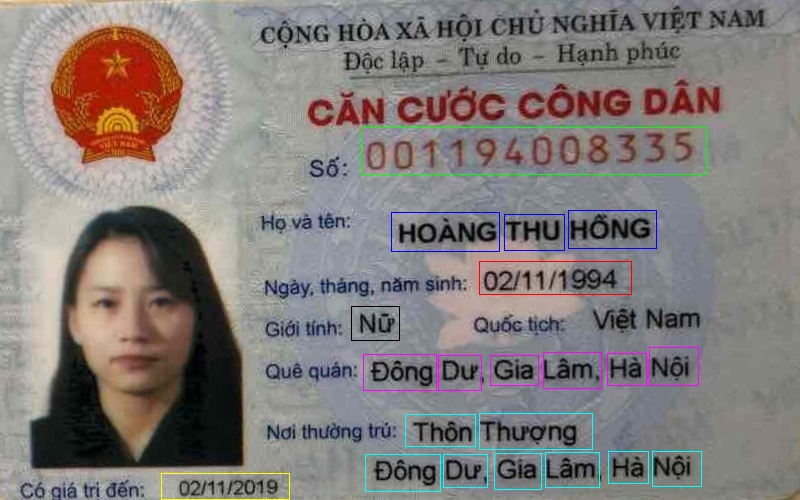 CỘNG HÒA XÃ HỘI CHỦ NGHĨA VIỆT NAM
Độc lập - Tự do - Hạnh phúc
CĂN CƯỚC CÔNG DÂN
Số: 001194008335
Họ và tên: HOÀNG THU HỒNG
Ngày, tháng, năm sinh: 02/11/1994
Giới tính: Nữ Quốc tịch: Việt Nam
Quê quán: Đông Dư, Gia Lâm, Hà Nội
Nơi thường trú: Thôn Thượng
Đông Dư, Gia Lâm, Hà Nội
Có giá trị đến: 02/11/2019